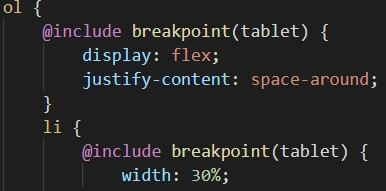 ol {
@include breakpoint(tablet) {
display: flex;
justify-content: space-around;
}
li {
@include breakpoint(tablet) {
width: 30%;